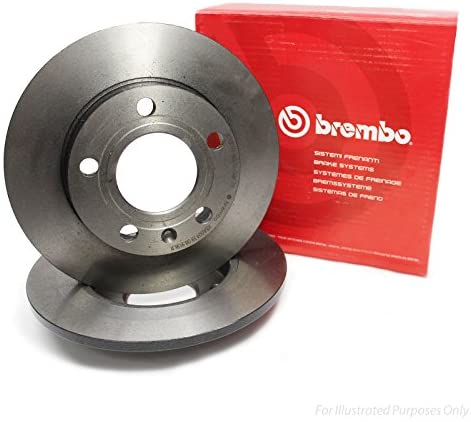 brembo
SISTEMI FRENANTI
BRAKE SYSTEMS
SYSTEMES DE FREINAGE
BREMSSYSTEME
SISTEMAS DE FRENO
For Illustrated Purposes Only.